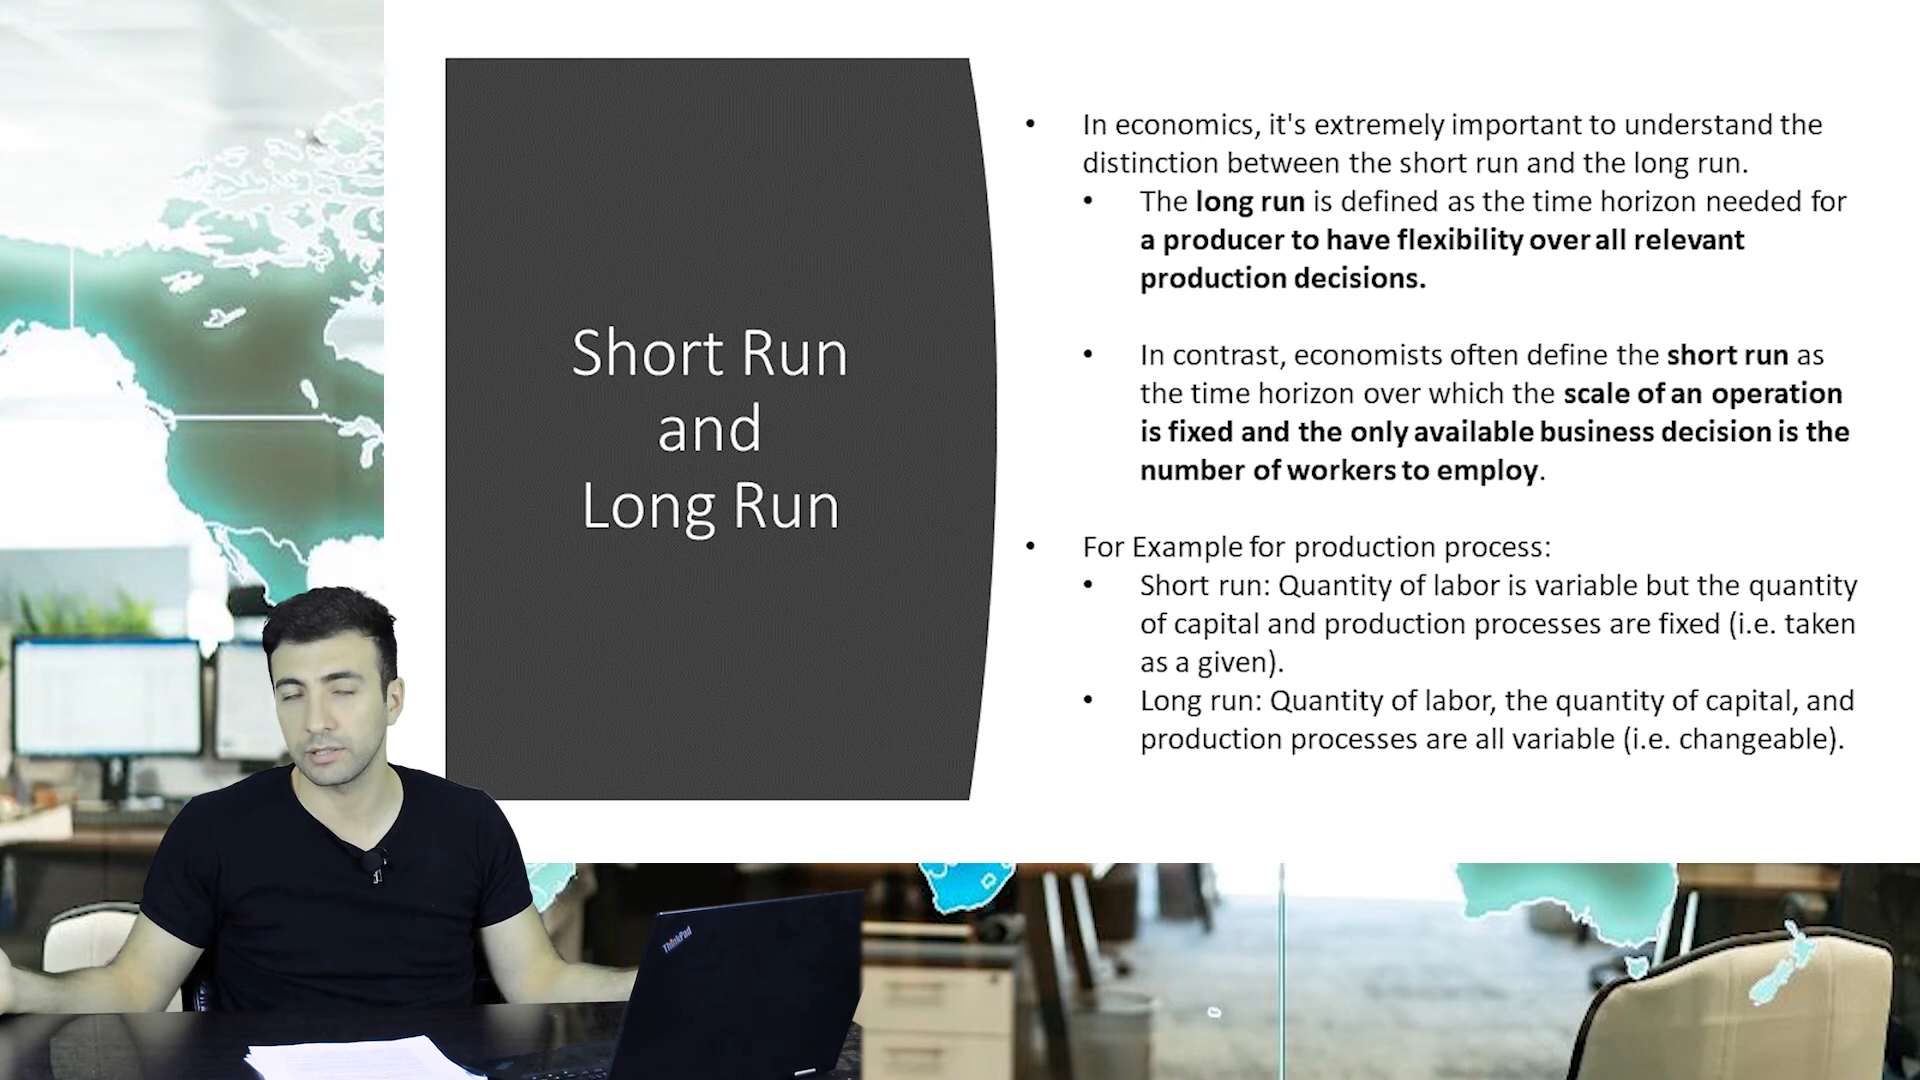 Short Run
and
Long Run
• In economics, it's extremely important to understand the
distinction between the short run and the long run.
• The long run is defined as the time horizon needed for
a producer to have flexibility over all relevant
production decisions.
• In contrast, economists often define the short run as
the time horizon over which the scale of an operation
is fixed and the only available business decision is the
number of workers to employ.
• For Example for production process:
• Short run: Quantity of labor is variable but the quantity
of capital and production processes are fixed (i.e. taken
as a given).
• Long run: Quantity of labor, the quantity of capital, and
production processes are all variable (i.e. changeable).
ThinkPad